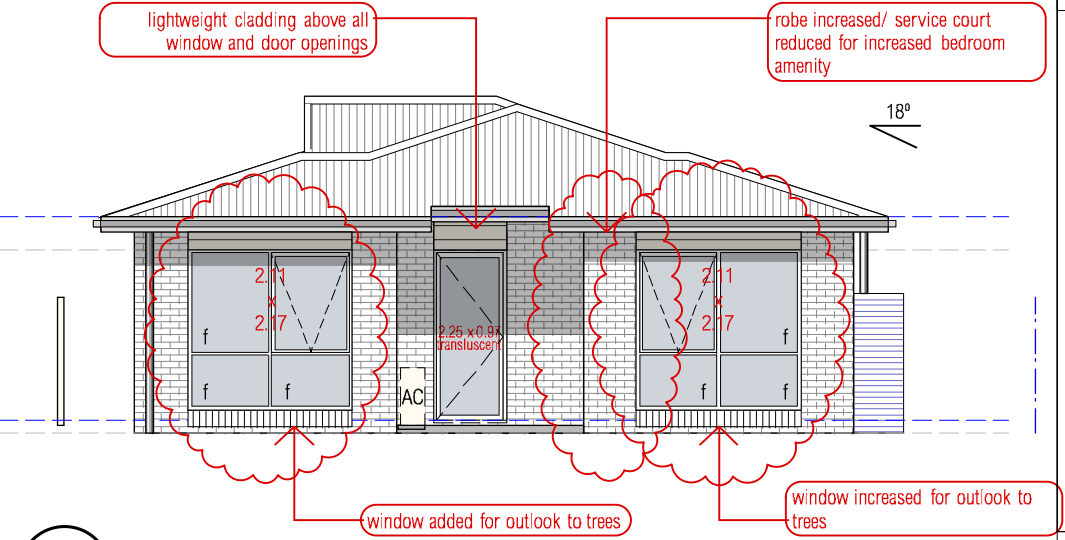 lightweight cladding above all
window and door openings
robe increased/ service court
reduced for increased bedroom
amenity
18º
2.11
x
2.17
f
f
f
2.25 x 0.97
transluscent
AC
2.11
x
2.17
f
f
f
window added for outlook to trees
window increased for outlook to
trees